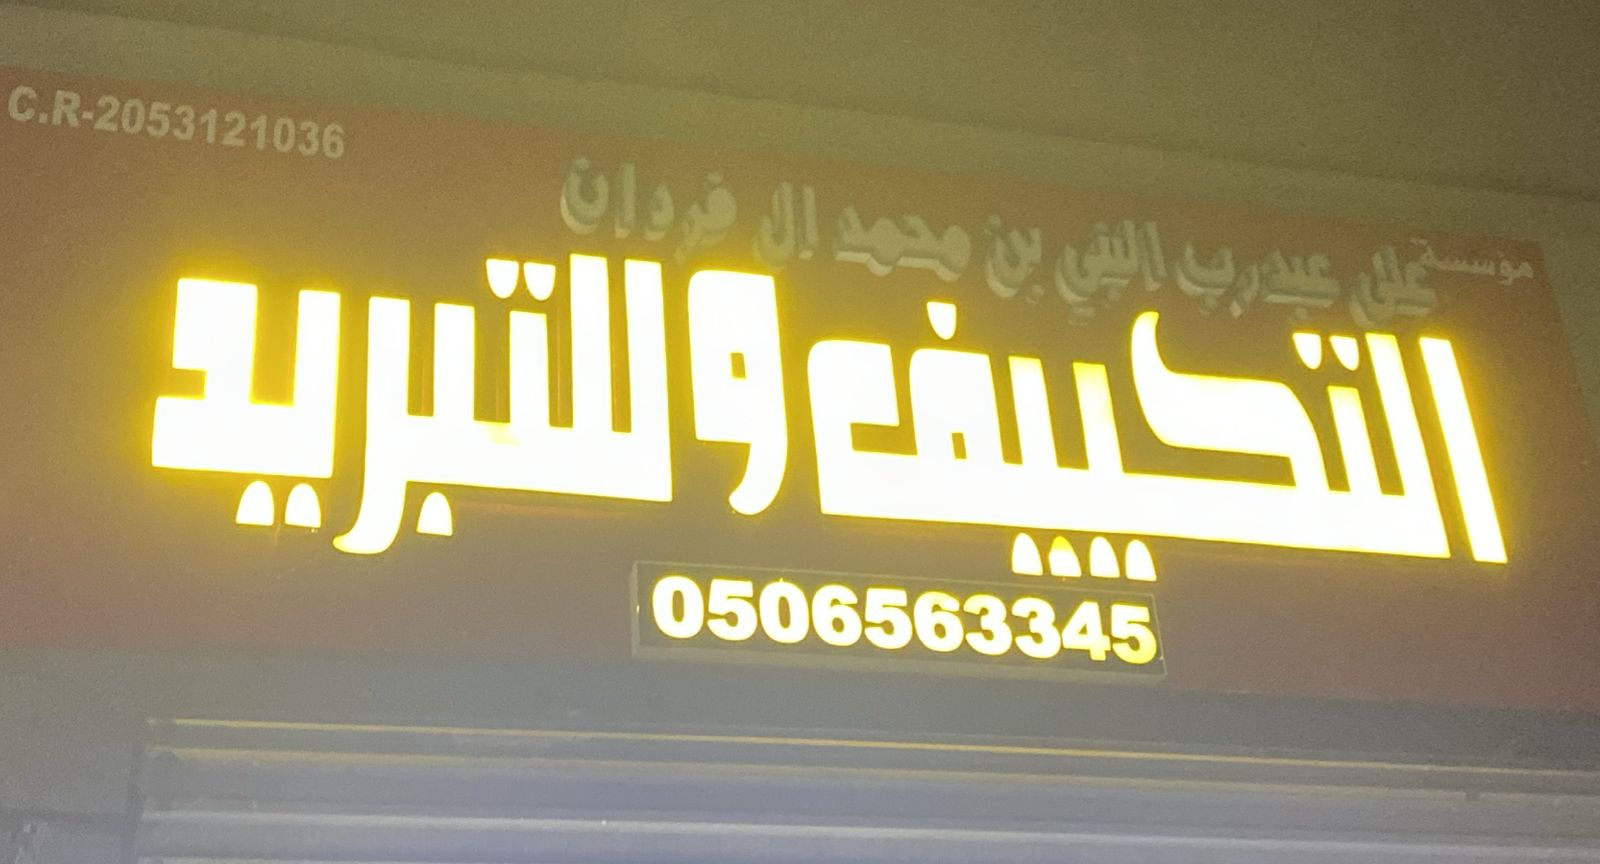 C.R-2053121036
مؤسسة علي عبدرب النبي بن محمد ال فردان
التكييف والتبريد
0506563345